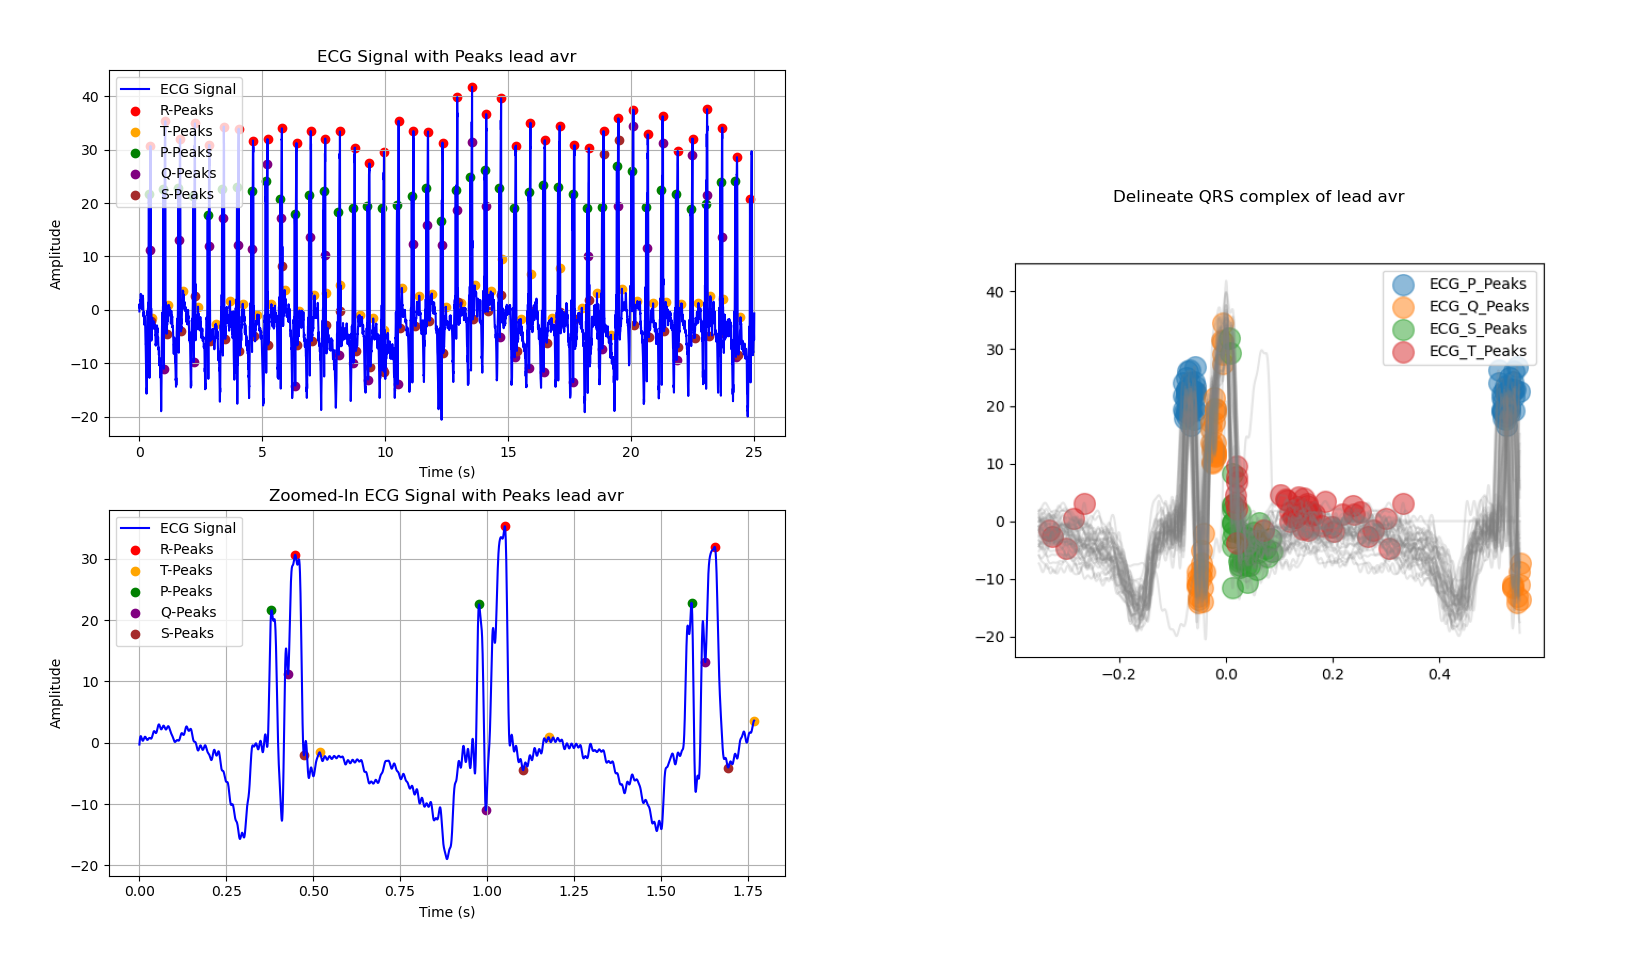 ECG Signal with Peaks lead avr
ECG Signal
R-Peaks
T-Peaks
P-Peaks
Q-Peaks
S-Peaks
40
30
20
10
0
−10
−20
Amplitude
0 5 10 15 20 25
Time (s)
Zoomed-In ECG Signal with Peaks lead avr
ECG Signal
R-Peaks
T-Peaks
P-Peaks
Q-Peaks
S-Peaks
30
20
10
0
−10
−20
Amplitude
0.00 0.25 0.50 0.75 1.00 1.25 1.50 1.75
Time (s)
Delineate QRS complex of lead avr
ECG_P_Peaks
ECG_Q_Peaks
ECG_S_Peaks
ECG_T_Peaks
40
30
20
10
0
−10
−20
−0.2 0.0 0.2 0.4